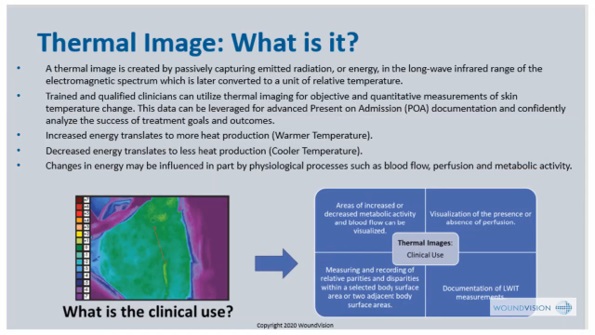 Thermal Image: What is it?
• A thermal image is created by passively capturing emitted radiation, or energy, in the long-wave infrared range of the
electromagnetic spectrum which is later converted to a unit of relative temperature.
• Trained and qualified clinicians can utilize thermal imaging for objective and quantitative measurements of skin
temperature change. This data can be leveraged for advanced Present on Admission (POA) documentation and confidently
analyze the success of treatment goals and outcomes.
• Increased energy translates to more heat production (Warmer Temperature).
• Decreased energy translates to less heat production (Cooler Temperature).
• Changes in energy may be influenced in part by physiological processes such as blood flow, perfusion and metabolic activity.
What is the clinical use?
Areas of increased or
decreased metabolic activity
and blood flow can be
visualized.
Visualization of the presence or
absence of perfusion.
Thermal Images:
Clinical Use
Measuring and recording of
relative parities and disparities
within a selected body surface
area or two adjacent body
surface areas.
Documentation of LWIT
measurements.
WOUNDVISION
Copyright 2020 WoundVision